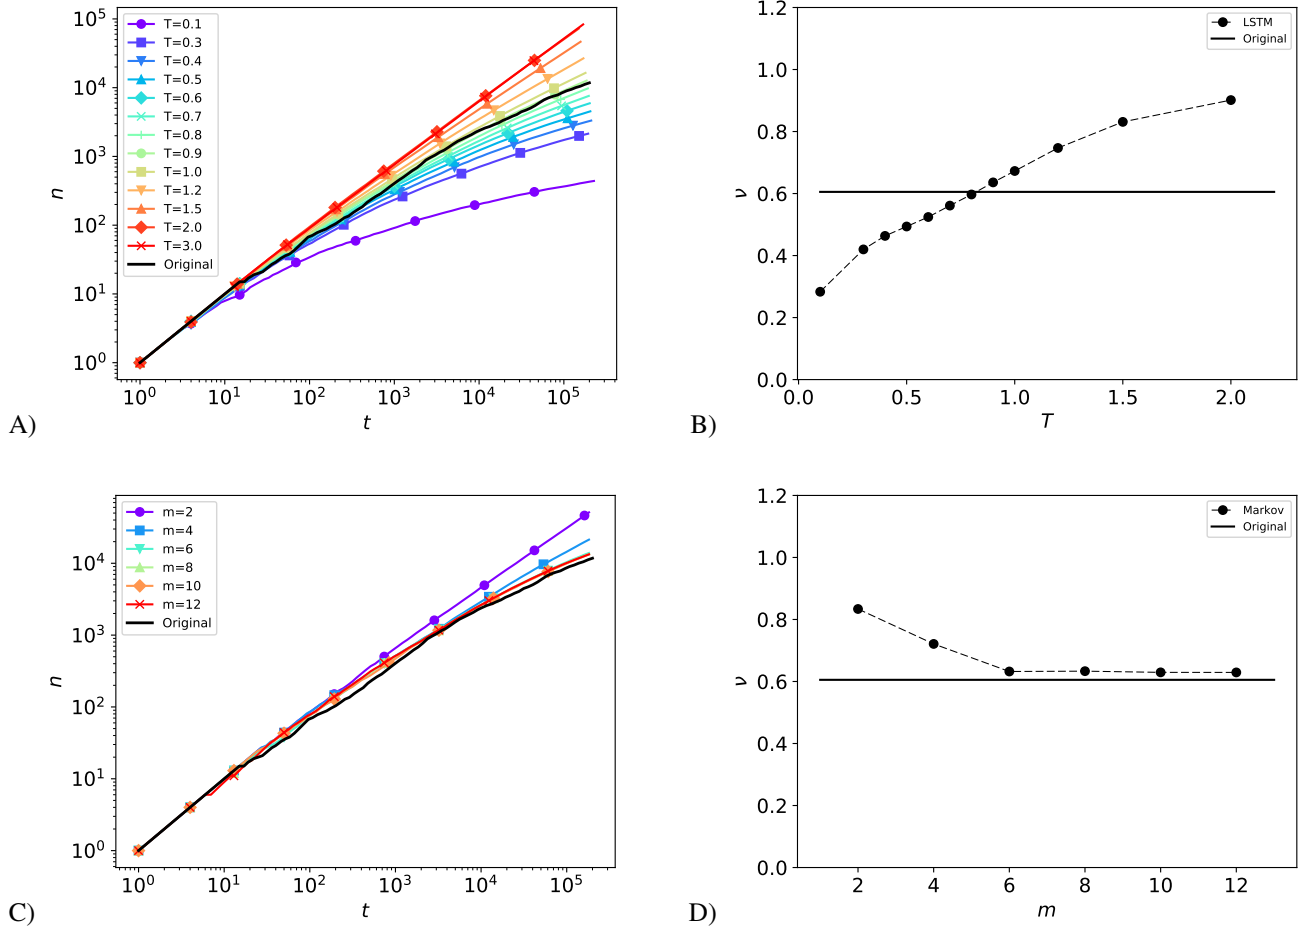 10^5
10^4
10^3
10^2
10^1
10^0
n
T=0.1
T=0.3
T=0.4
T=0.5
T=0.6
T=0.7
T=0.8
T=0.9
T=1.0
T=1.2
T=1.5
T=2.0
T=3.0
Original
10^0 10^1 10^2 10^3 10^4 10^5
t
A)
1.2
1.0
0.8
0.6
0.4
0.2
0.0
ν
LSTM
Original
0.0 0.5 1.0 1.5 2.0
T
B)
10^4
10^3
10^2
10^1
10^0
n
m=2
m=4
m=6
m=8
m=10
m=12
Original
10^0 10^1 10^2 10^3 10^4 10^5
t
C)
1.2
1.0
0.8
0.6
0.4
0.2
0.0
ν
Markov
Original
2 4 6 8 10 12
m
D)